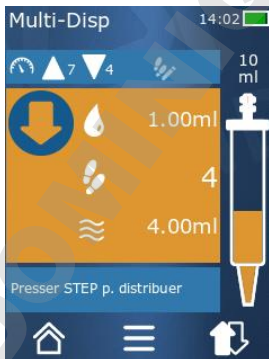 Multi-Disp 14:02
7 4
10
ml
1.00ml
4
4.00ml
Presser STEP p. distribuer